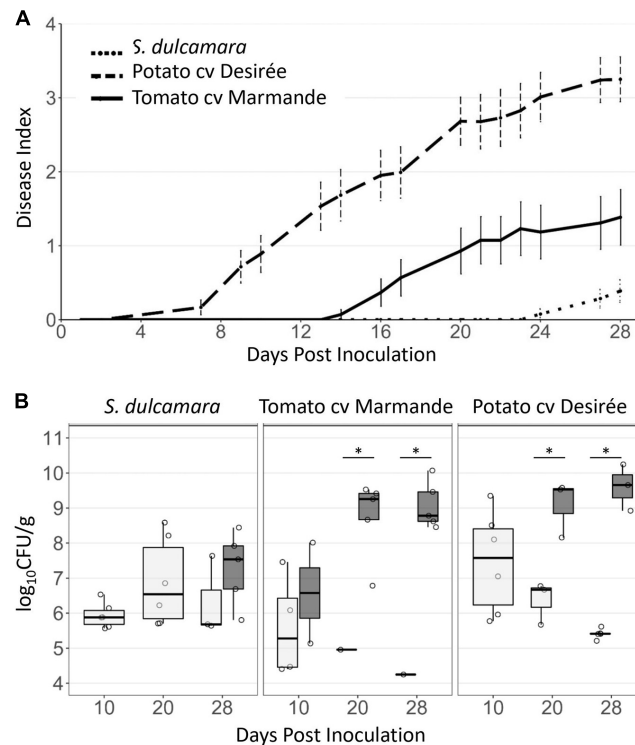 A
4
3
2
1
0
Disease Index
S. dulcamara
Potato cv Desirée
Tomato cv Marmande
4 8 12 16 20 24 28
Days Post Inoculation
B
S. dulcamara Tomato cv Marmande Potato cv Desirée
11
10
9
8
7
6
5
4
log10CFU/g
* * * *
10 20 28 10 20 28 10 20 28
Days Post Inoculation